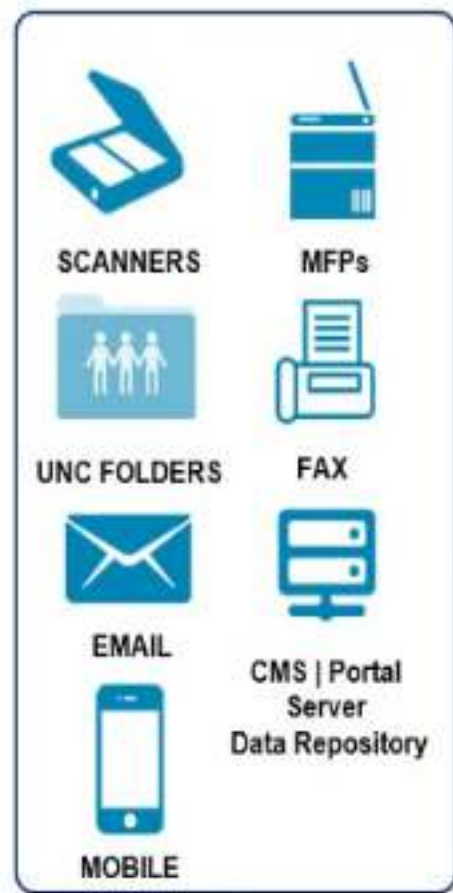 SCANNERS
MFPs
UNC FOLDERS
FAX
EMAIL
CMS | Portal
Server
Data Repository
MOBILE